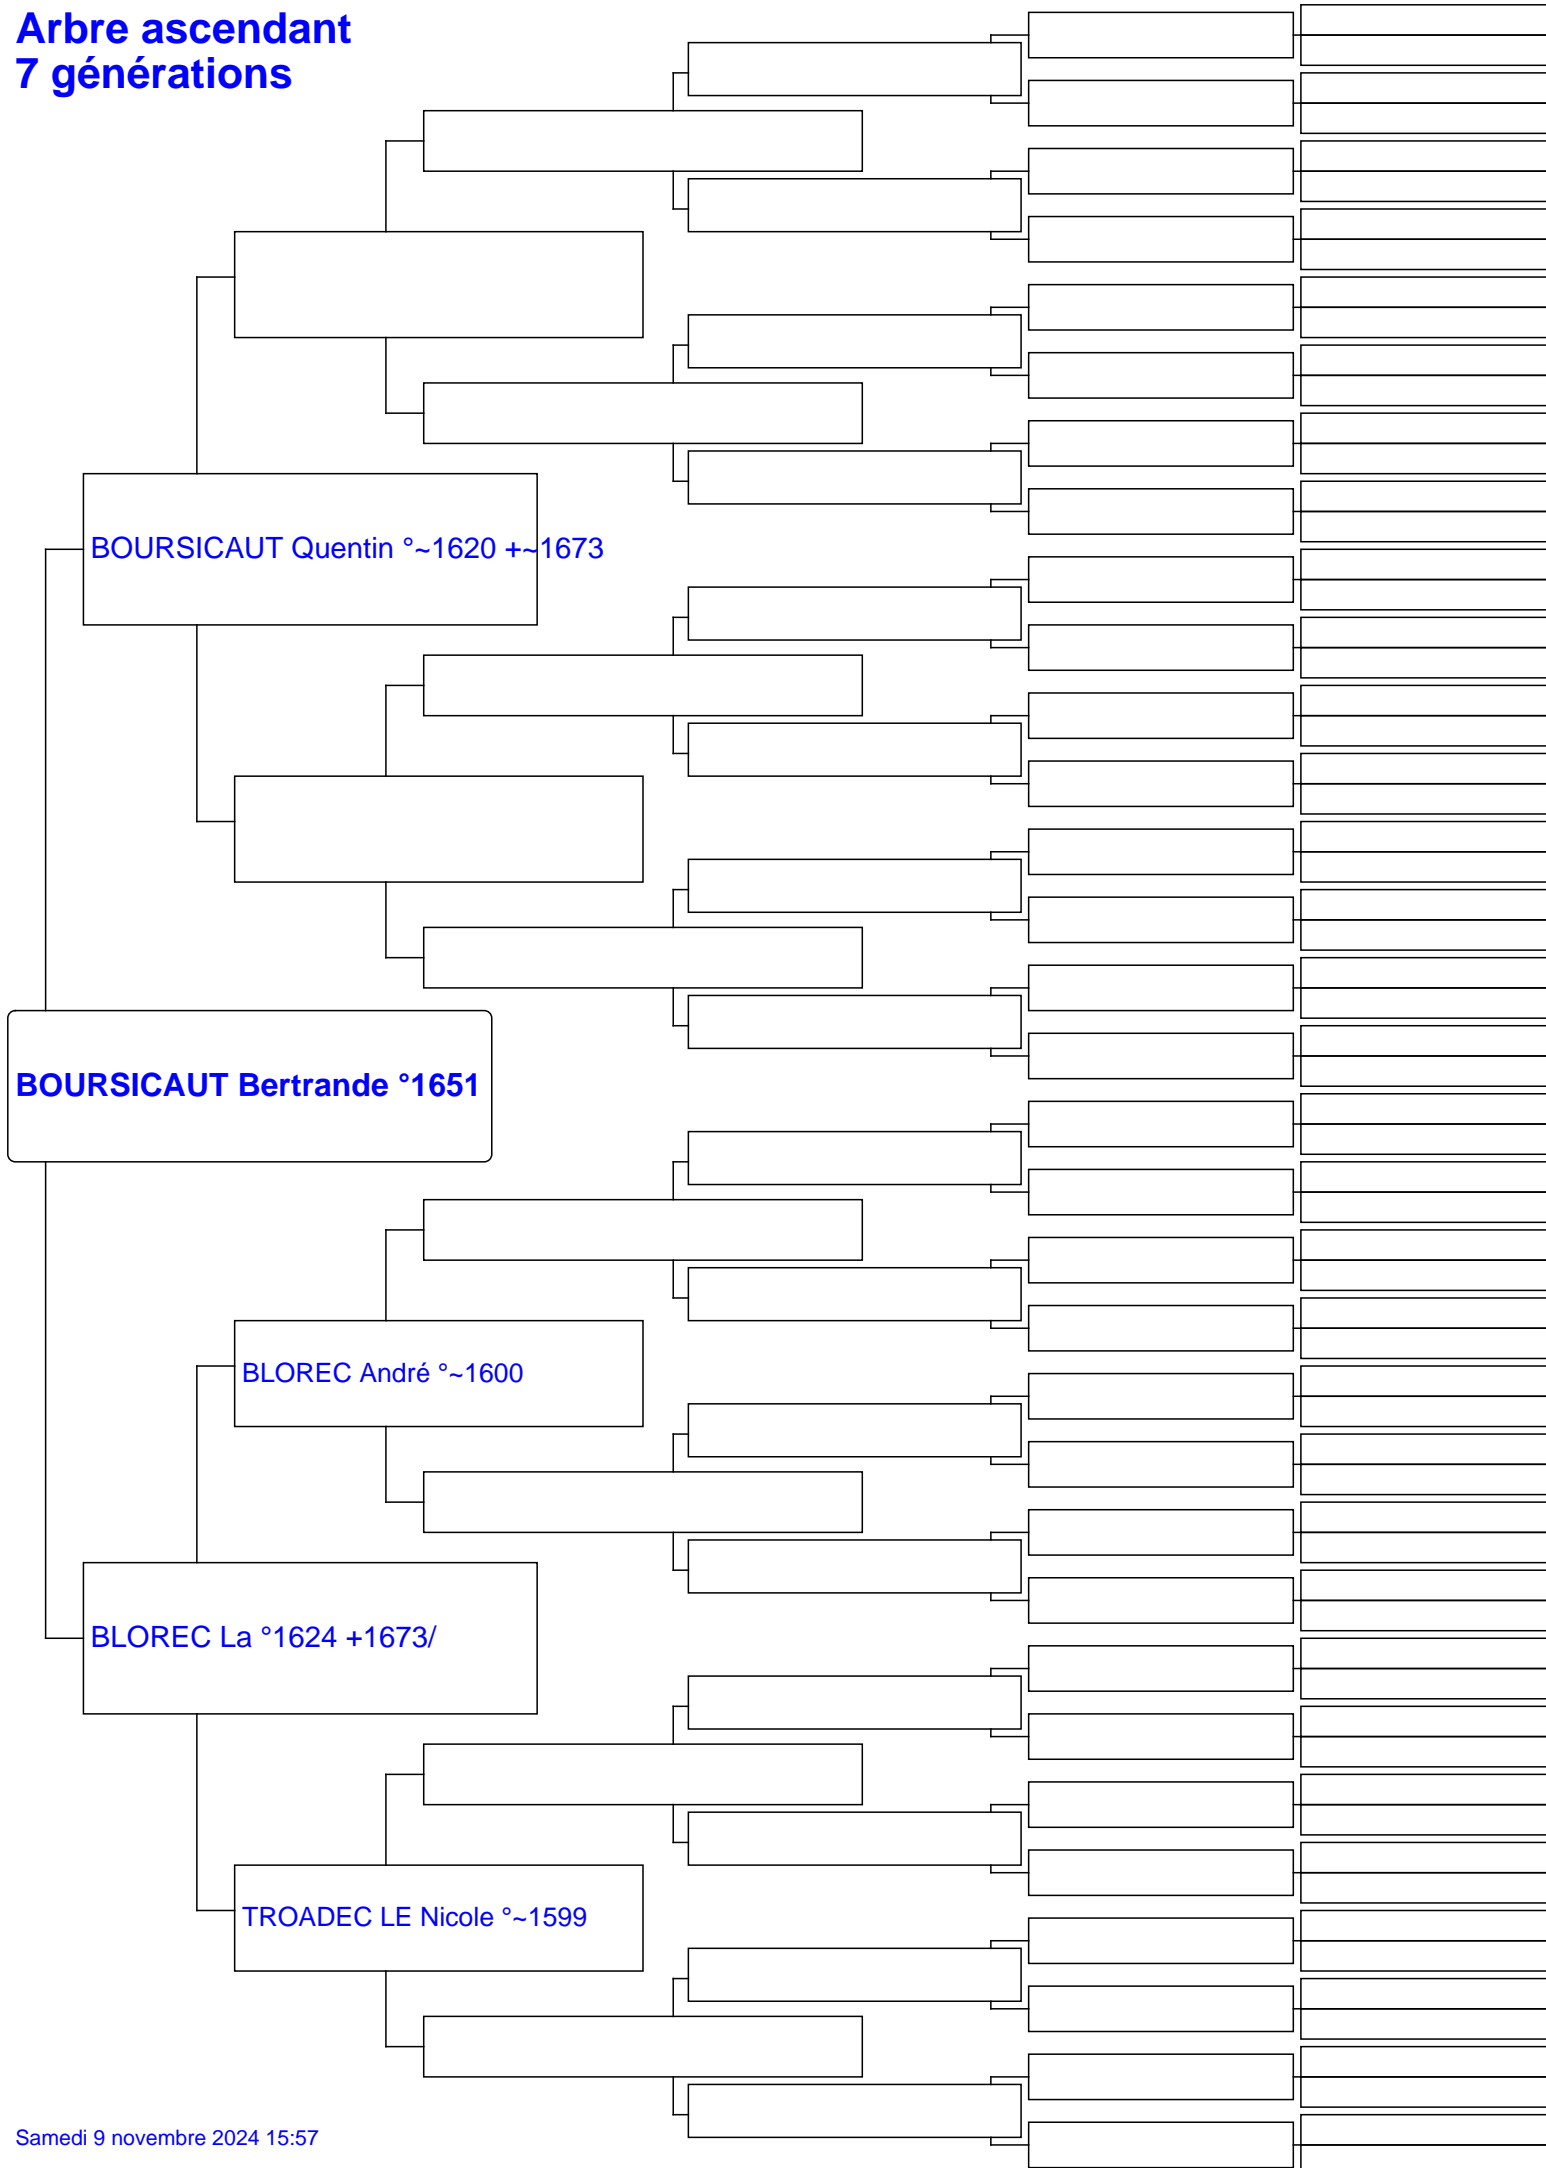 Arbre ascendant
7 générations
BOURSICAUT Quentin °~1620 +~1673
BOURSICAUT Bertrande °1651
BLOREC André °~1600
BLOREC La °1624 +1673/
TROADEC LE Nicole °~1599
Samedi 9 novembre 2024 15:57